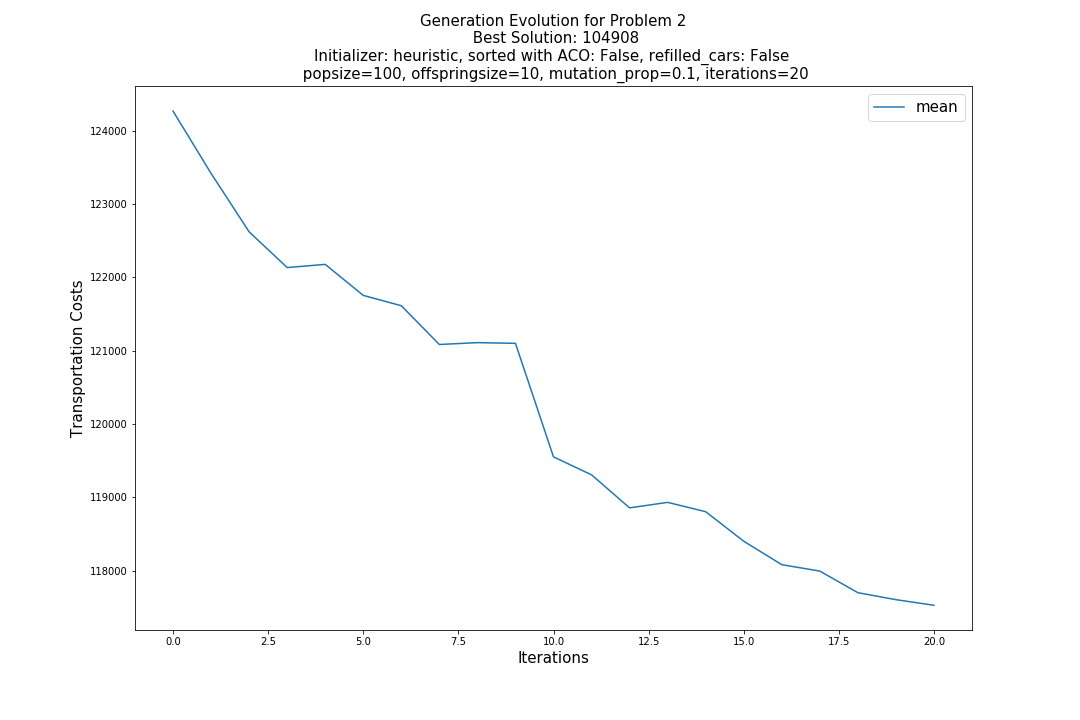 Generation Evolution for Problem 2
Best Solution: 104908
Initializer: heuristic, sorted with ACO: False, refilled_cars: False
popsize=100, offspringsize=10, mutation_prop=0.1, iterations=20
mean
124000
123000
122000
121000
120000
119000
118000
Transportation Costs
0.0 2.5 5.0 7.5 10.0 12.5 15.0 17.5 20.0
Iterations